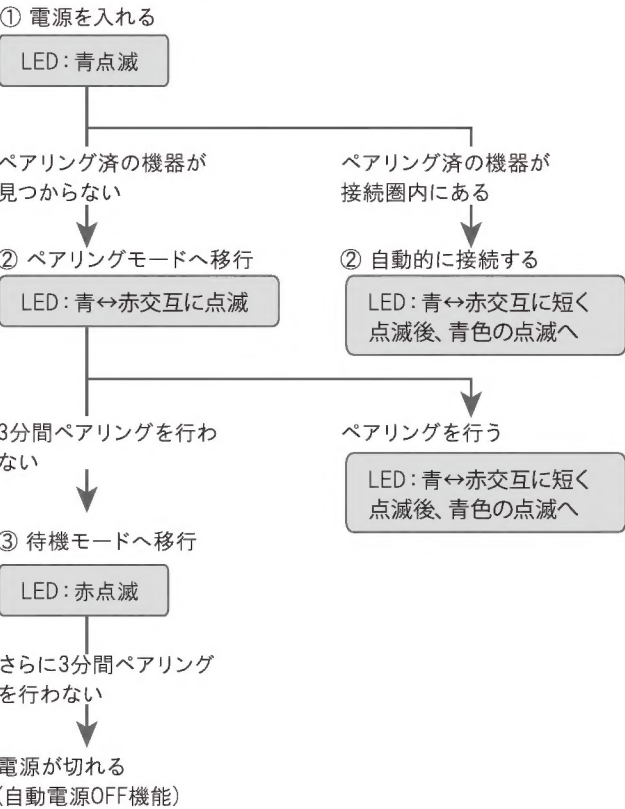 ① 電源を入れる
LED：青点滅
ペアリング済の機器が
見つからない
ペアリング済の機器が
接続圏内にある
② ペアリングモードへ移行
LED：青↔赤交互に点滅
② 自動的に接続する
LED：青↔赤交互に短く
点滅後、青色の点滅へ
3分間ペアリングを行わ
ない
ペアリングを行う
LED：青↔赤交互に短く
点滅後、青色の点滅へ
③ 待機モードへ移行
LED：赤点滅
さらに3分間ペアリング
を行わない
電源が切れる
(自動電源OFF機能)